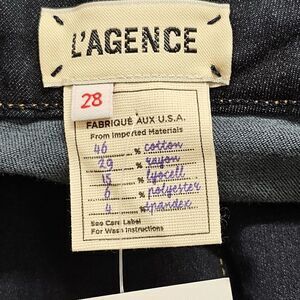 L'AGENCE
28
FABRIQUÉ AUX U.S.A.
From Imported Materials
46 % cotton
29 % rayon
15 % lyocell
6 % polyester
4 % spandex
See Care Label
For Wash Instructions